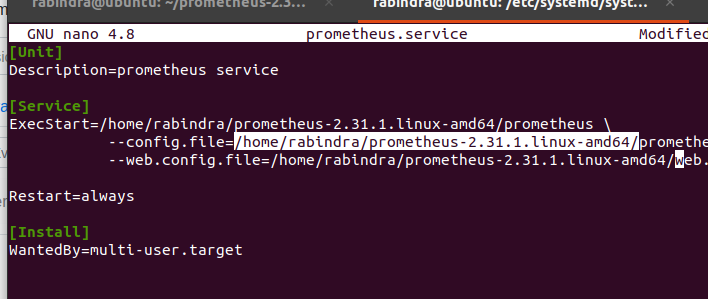 rabindra@ubuntu: ~/prometheus-2.3... × rabindra@ubuntu: /etc/systemd/syst... ×
GNU nano 4.8 prometheus.service Modified
[Unit]
Description=prometheus service
[Service]
ExecStart=/home/rabindra/prometheus-2.31.1.linux-amd64/prometheus \
--config.file=/home/rabindra/prometheus-2.31.1.linux-amd64/promethe
--web.config.file=/home/rabindra/prometheus-2.31.1.linux-amd64/web.
Restart=always
[Install]
WantedBy=multi-user.target